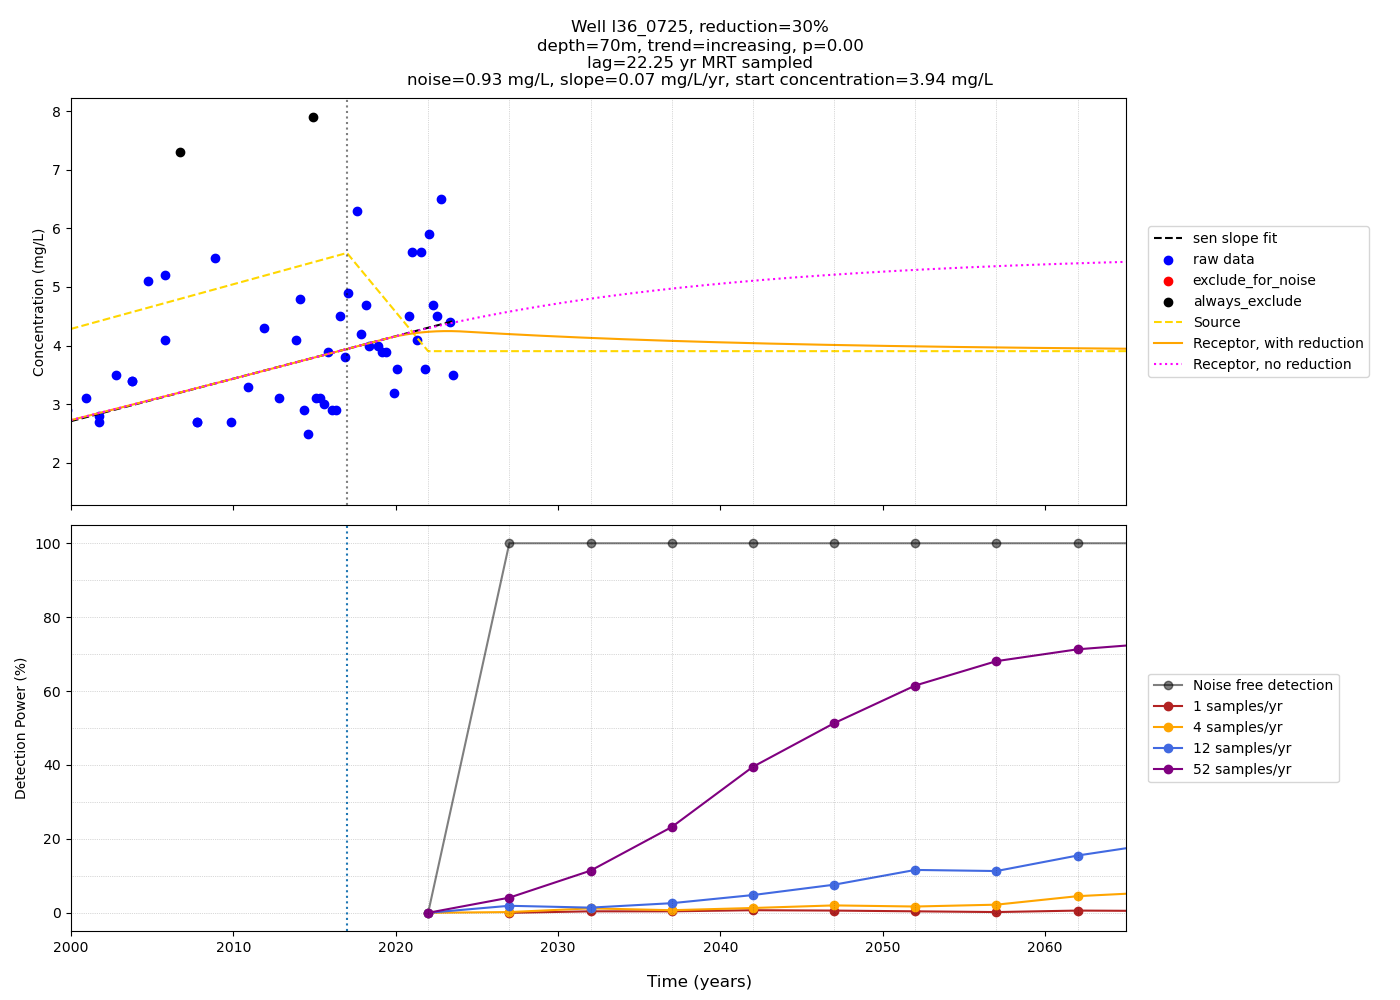 Well l36_0725, reduction=30%
depth=70m, trend=increasing, p=0.00
lag=22.25 yr MRT sampled
noise=0.93 mg/L, slope=0.07 mg/L/yr, start concentration=3.94 mg/L
8
7
6
5
4
3
2
Concentration (mg/L)
sen slope fit
raw data
exclude_for_noise
always_exclude
Source
Receptor, with reduction
Receptor, no reduction
100
80
60
40
20
0
Detection Power (%)
Noise free detection
1 samples/yr
4 samples/yr
12 samples/yr
52 samples/yr
2000
2010
2020
2030
2040
2050
2060
Time (years)